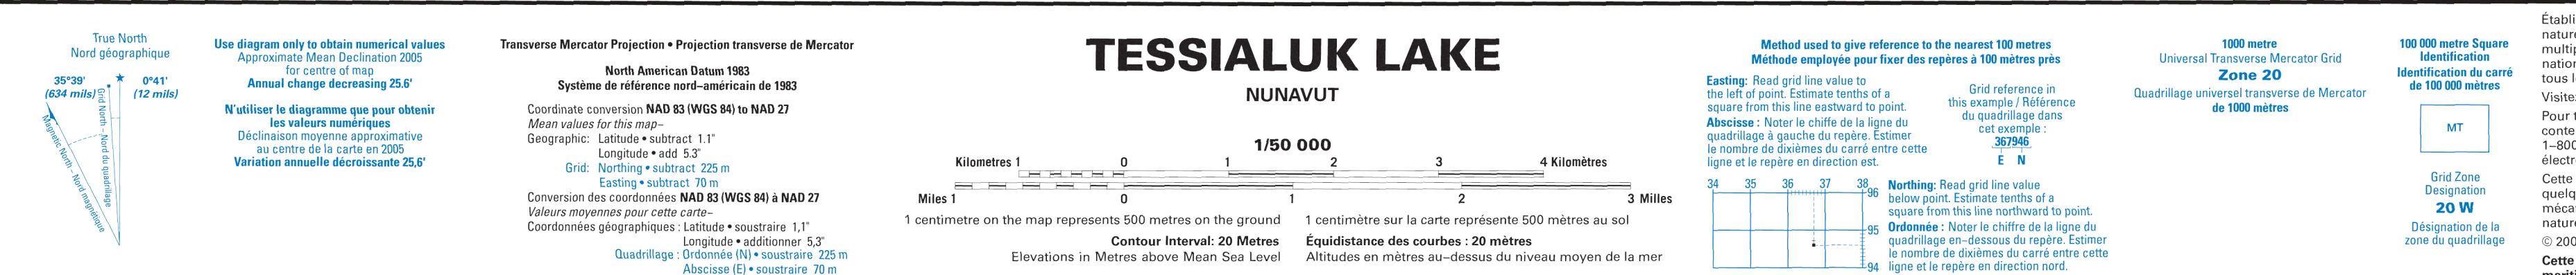 True North
Nord géographique
35°39'
(634 mils)
0°41'
(12 mils)
Grid North – Nord du quadrillage
Magnetic North – Nord magnétique
Use diagram only to obtain numerical values
Approximate Mean Declination 2005
for centre of map
Annual change decreasing 25.6'
N'utiliser le diagramme que pour obtenir
les valeurs numériques
Déclinaison moyenne approximative
au centre de la carte en 2005
Variation annuelle décroissante 25,6'
Transverse Mercator Projection • Projection transverse de Mercator
North American Datum 1983
Système de référence nord–américain de 1983
Coordinate conversion NAD 83 (WGS 84) to NAD 27
Mean values for this map–
Geographic: Latitude • subtract 1.1"
Longitude • add 5.3"
Grid: Northing • subtract 225 m
Easting • subtract 70 m
Conversion des coordonnées NAD 83 (WGS 84) à NAD 27
Valeurs moyennes pour cette carte–
Coordonnées géographiques : Latitude • soustraire 1,1"
Longitude • additionner 5,3"
Quadrillage : Ordonnée (N) • soustraire 225 m
Abscisse (E) • soustraire 70 m
TESSIALUK LAKE
NUNAVUT
1/50 000
Kilometres 1 0 1 2 3 4 Kilomètres
Miles 1 0 1 2 3 Milles
1 centimetre on the map represents 500 metres on the ground
1 centimètre sur la carte représente 500 mètres au sol
Contour Interval: 20 Metres
Elevations in Metres above Mean Sea Level
Équidistance des courbes : 20 mètres
Altitudes en mètres au–dessus du niveau moyen de la mer
Method used to give reference to the nearest 100 metres
Méthode employée pour fixer des repères à 100 mètres près
Easting: Read grid line value to
the left of point. Estimate tenths of a
square from this line eastward to point.
Abscisse : Noter le chiffe de la ligne du
quadrillage à gauche du repère. Estimer
le nombre de dixièmes du carré entre cette
ligne et le repère en direction est.
Grid reference in
this example / Référence
du quadrillage dans
cet exemple :
367946
E N
34 35 36 37 38
96
95
94
Northing: Read grid line value
below point. Estimate tenths of a
square from this line northward to point.
Ordonnée : Noter le chiffre de la ligne du
quadrillage en–dessous du repère. Estimer
le nombre de dixièmes du carré entre cette
ligne et le repère en direction nord.
1000 metre
Universal Transverse Mercator Grid
Zone 20
Quadrillage universel transverse de Mercator
de 1000 mètres
100 000 metre Square
Identification
Identification du carré
de 100 000 mètres
MT
Grid Zone
Designation
20 W
Désignation de la
zone du quadrillage
Établi
nature
multip
nation
tous l
Visitez
Pour t
conte
1–800
électr
Cette
quelq
mécan
nature
© 200
Cette